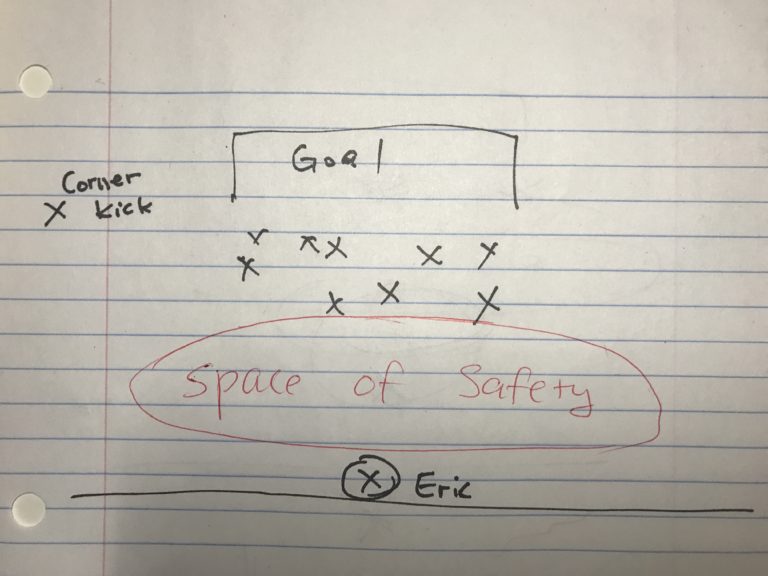 Goal
Corner
X Kick
X X X X X
X
X X X
Space of Safety
X Eric